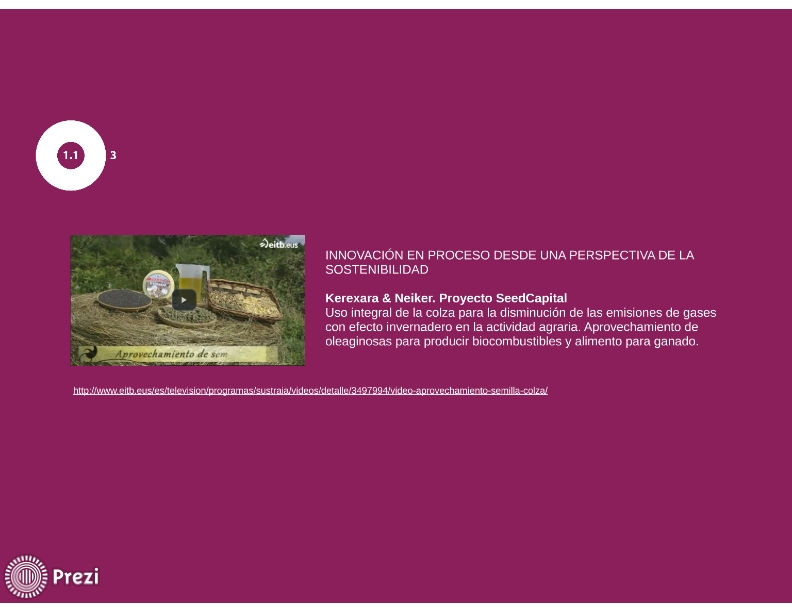 1.1 3
eitb.eus
Aprovechamiento de sem
INNOVACIÓN EN PROCESO DESDE UNA PERSPECTIVA DE LA
SOSTENIBILIDAD
Kerexara & Neiker. Proyecto SeedCapital
Uso integral de la colza para la disminución de las emisiones de gases
con efecto invernadero en la actividad agraria. Aprovechamiento de
oleaginosas para producir biocombustibles y alimento para ganado.
http://www.eitb.eus/es/television/programas/sustraia/videos/detalle/3497994/video-aprovechamiento-semilla-colza/
Prezi